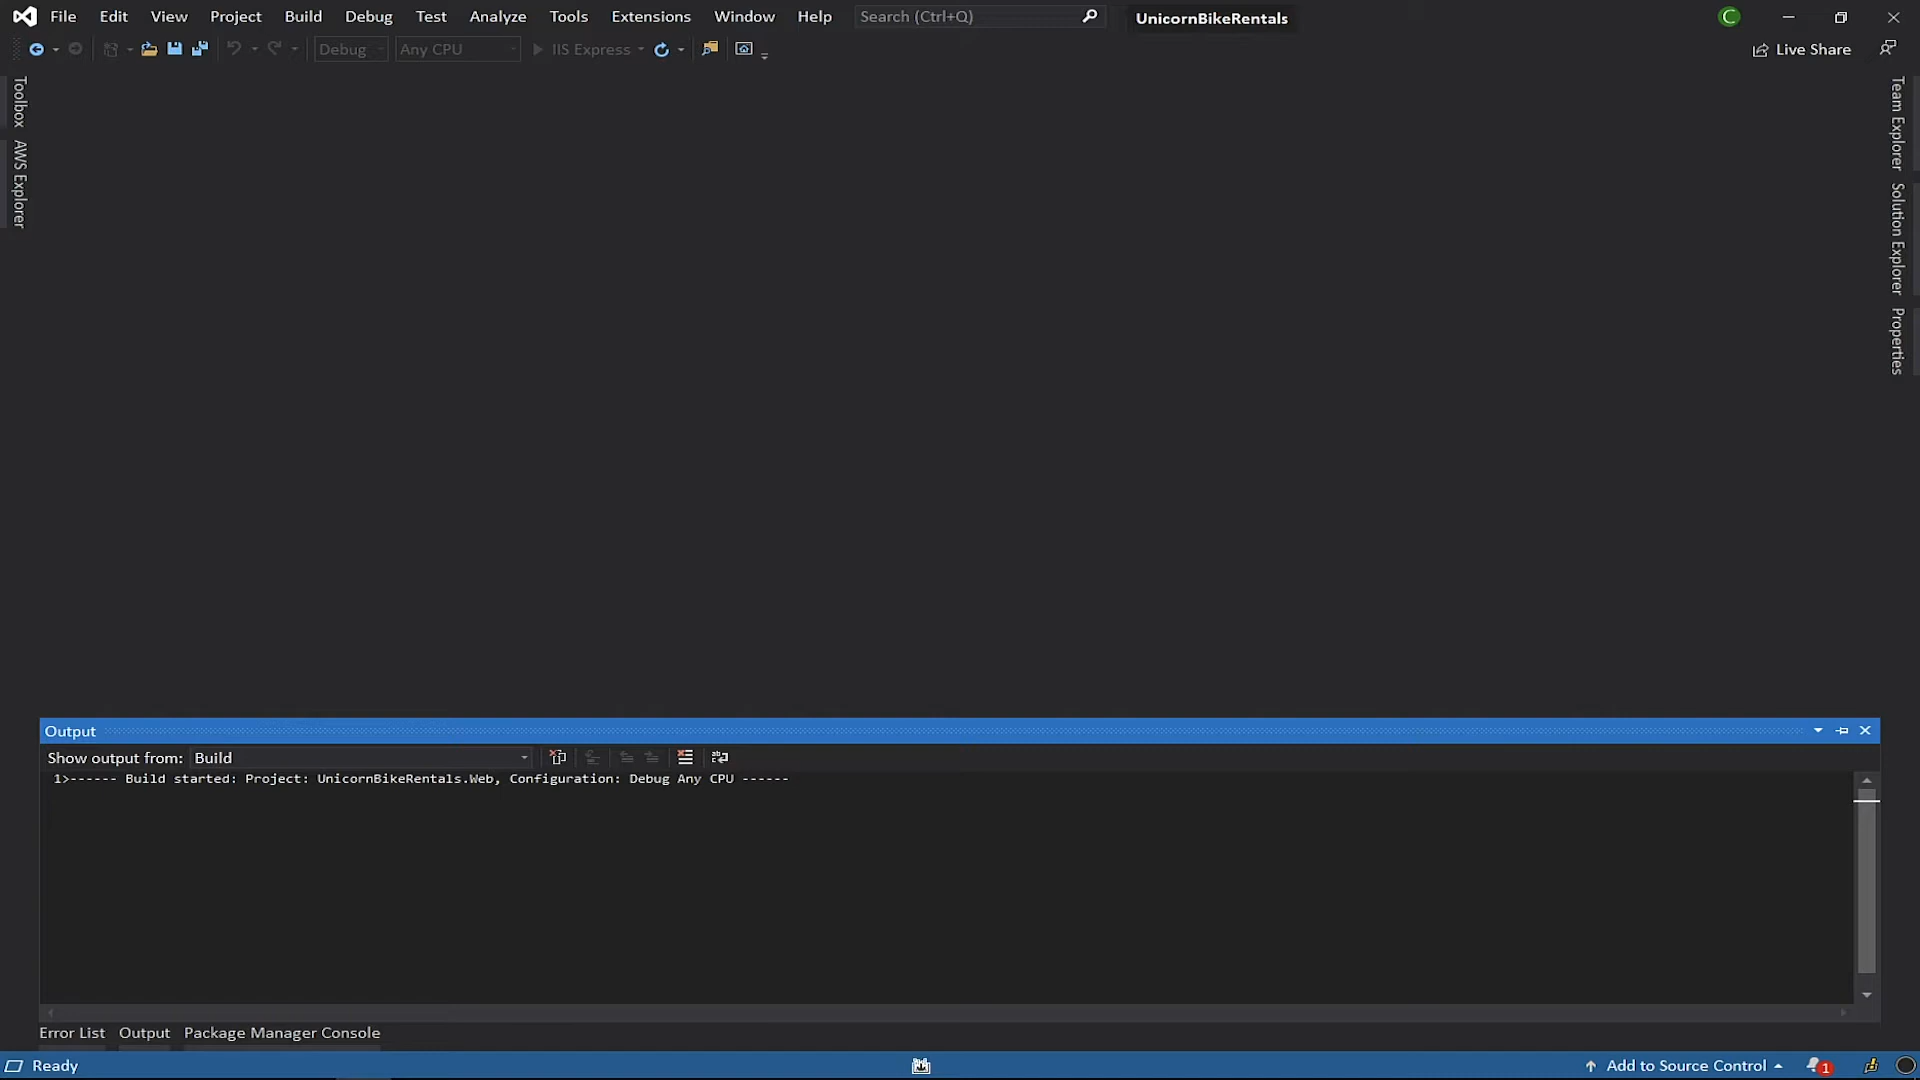 File Edit View Project Build Debug Test Analyze Tools Extensions Window Help Search (Ctrl+Q) UnicornBikeRentals C
Debug Any CPU IIS Express Live Share
Toolbox
AWS Explorer
Team Explorer
Solution Explorer
Properties
Output
Show output from: Build
1>------ Build started: Project: UnicornBikeRentals.Web, Configuration: Debug Any CPU ------
Error List Output Package Manager Console
Ready Add to Source Control 1